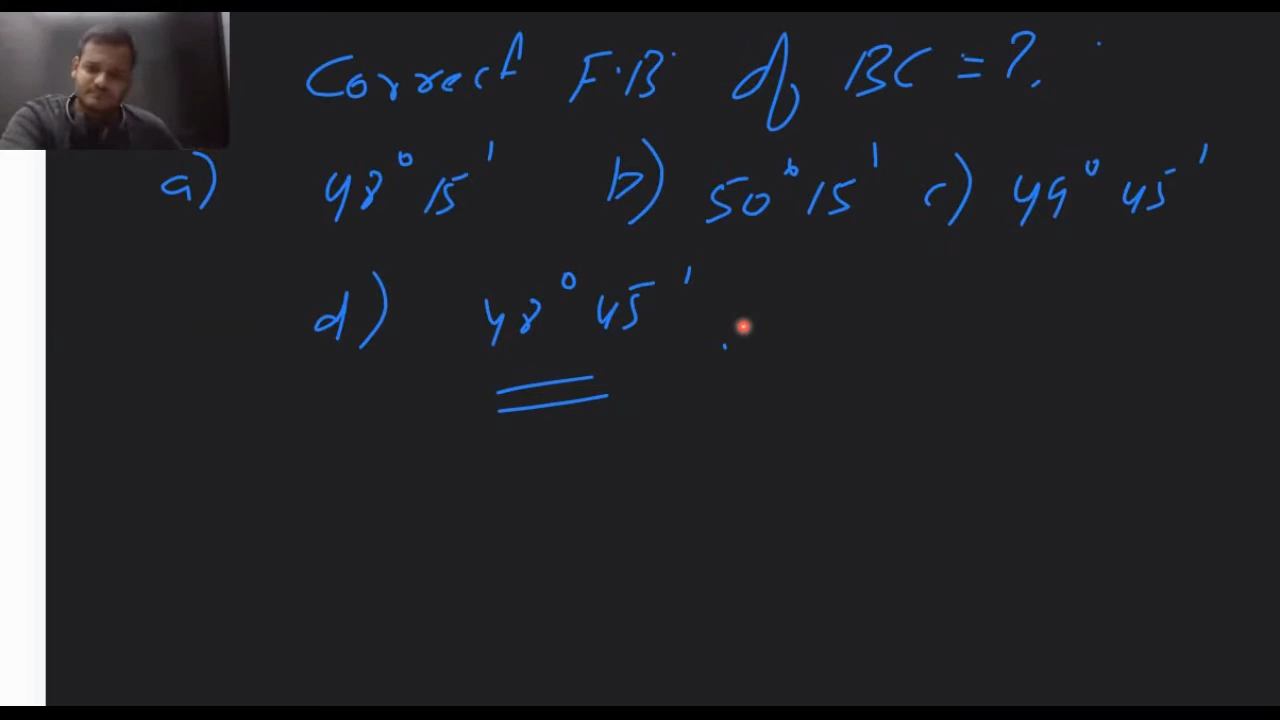 Correct F.B. of BC = ?.
a) 48° 15' b) 50° 15' c) 49° 45'
d) 48° 45'.